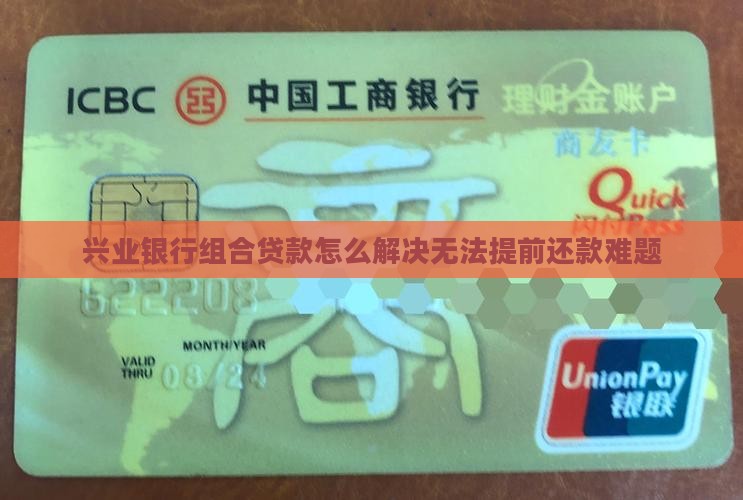 ICBC 中国工商银行 理财金账户
商友卡
Quick
闪付Pass
兴业银行组合贷款怎么解决无法提前还款难题
622208
商
MONTH/YEAR
VALID THRU 03/24
UnionPay
银联